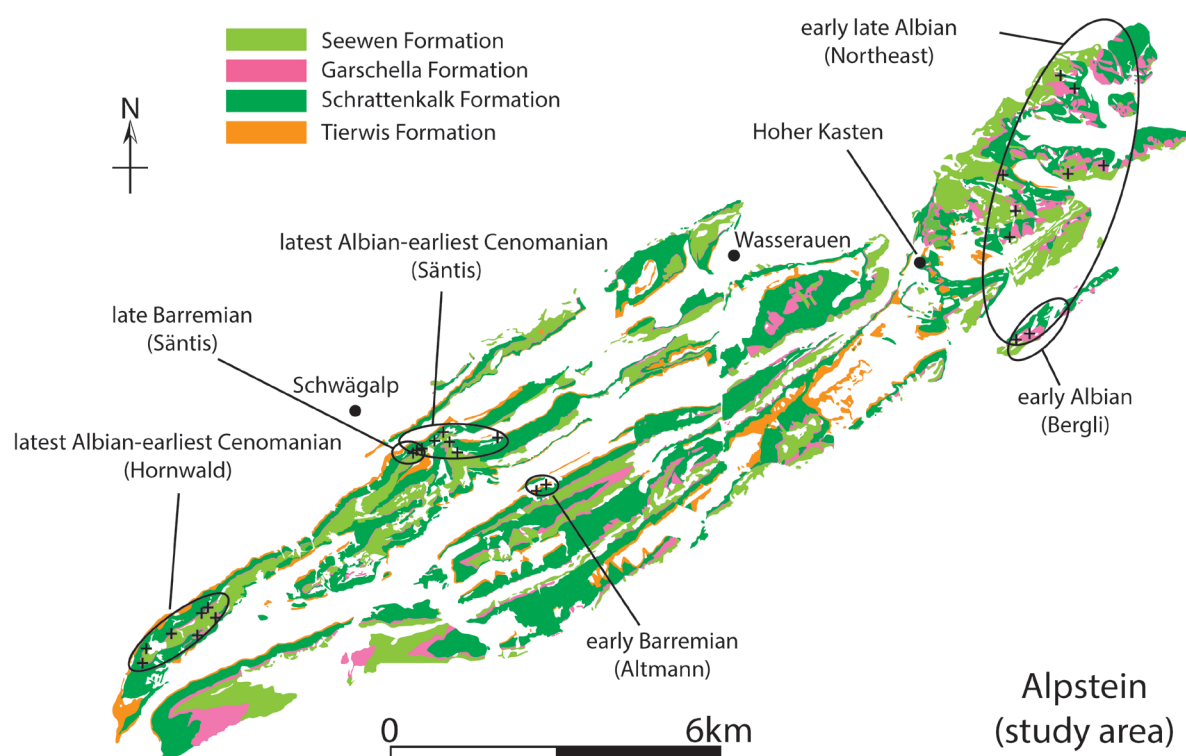 Seewen Formation
Garschella Formation
Schrattenkalk Formation
Tierwis Formation
N
early late Albian
(Northeast)
Hoher Kasten
latest Albian-earliest Cenomanian
(Säntis)
Wasserauen
late Barremian
(Säntis)
Schwägalp
early Albian
(Bergli)
latest Albian-earliest Cenomanian
(Hornwald)
early Barremian
(Altmann)
Alpstein
(study area)
0 6km